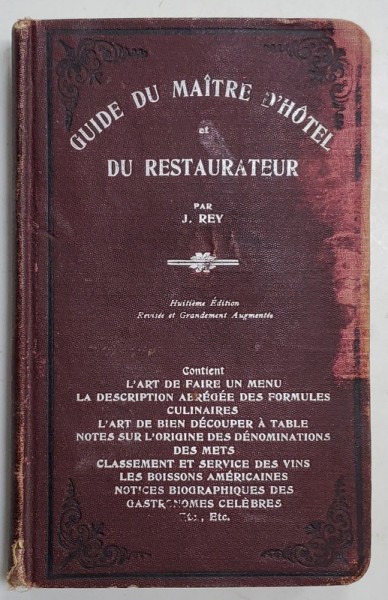 GUIDE DU MAÎTRE D'HÔTEL
et
DU RESTAURATEUR
PAR
J. REY
Huitième Édition
Revisée et Grandement Augmentée
Contient
L'ART DE FAIRE UN MENU
LA DESCRIPTION ABRÉGÉE DES FORMULES
CULINAIRES
L'ART DE BIEN DÉCOUPER À TABLE
NOTES SUR L'ORIGINE DES DÉNOMINATIONS
DES METS
CLASSEMENT ET SERVICE DES VINS
LES BOISSONS AMÉRICAINES
NOTICES BIOGRAPHIQUES DES
GASTRONOMES CELÈBRES
Etc., Etc.